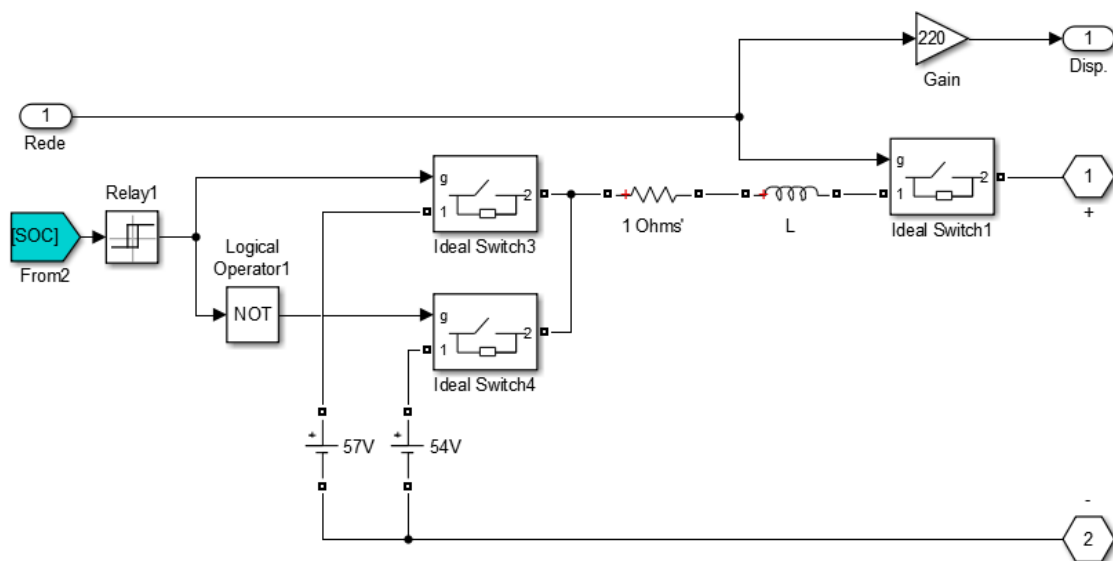 220
Gain
1
Disp.
1
Rede
g
1
2
Ideal Switch3
Relay1
[SOC]
From2
Logical
Operator1
NOT
1 Ohms'
L
g
1
2
Ideal Switch1
1
+
g
1
2
Ideal Switch4
+
57V
+
54V
-
2